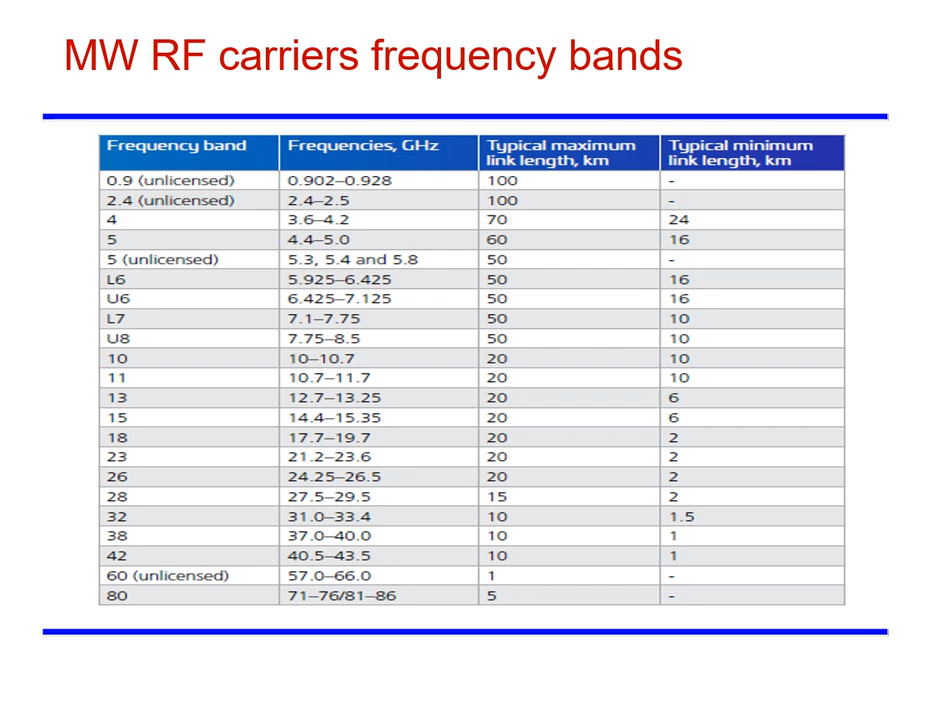 MW RF carriers frequency bands
Frequency band Frequencies, GHz Typical maximum link length, km Typical minimum link length, km
0.9 (unlicensed) 0.902–0.928 100 -
2.4 (unlicensed) 2.4–2.5 100 -
4 3.6–4.2 70 24
5 4.4–5.0 60 16
5 (unlicensed) 5.3, 5.4 and 5.8 50 -
L6 5.925–6.425 50 16
U6 6.425–7.125 50 16
L7 7.1–7.75 50 10
U8 7.75–8.5 50 10
10 10–10.7 20 10
11 10.7–11.7 20 10
13 12.7–13.25 20 6
15 14.4–15.35 20 6
18 17.7–19.7 20 2
23 21.2–23.6 20 2
26 24.25–26.5 20 2
28 27.5–29.5 15 2
32 31.0–33.4 10 1.5
38 37.0–40.0 10 1
42 40.5–43.5 10 1
60 (unlicensed) 57.0–66.0 1 -
80 71–76/81–86 5 -